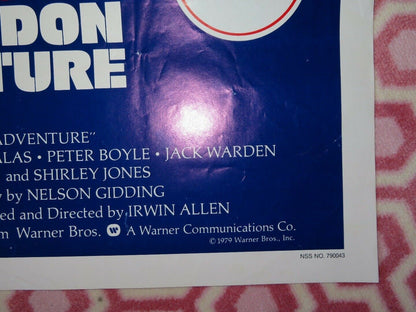 DON
TURE
ADVENTURE"
ALAS • PETER BOYLE • JACK WARDEN
and SHIRLEY JONES
y by NELSON GIDDING
ed and Directed by IRWIN ALLEN
m Warner Bros. A Warner Communications Co.
© 1979 Warner Bros., Inc.
NSS NO. 790043